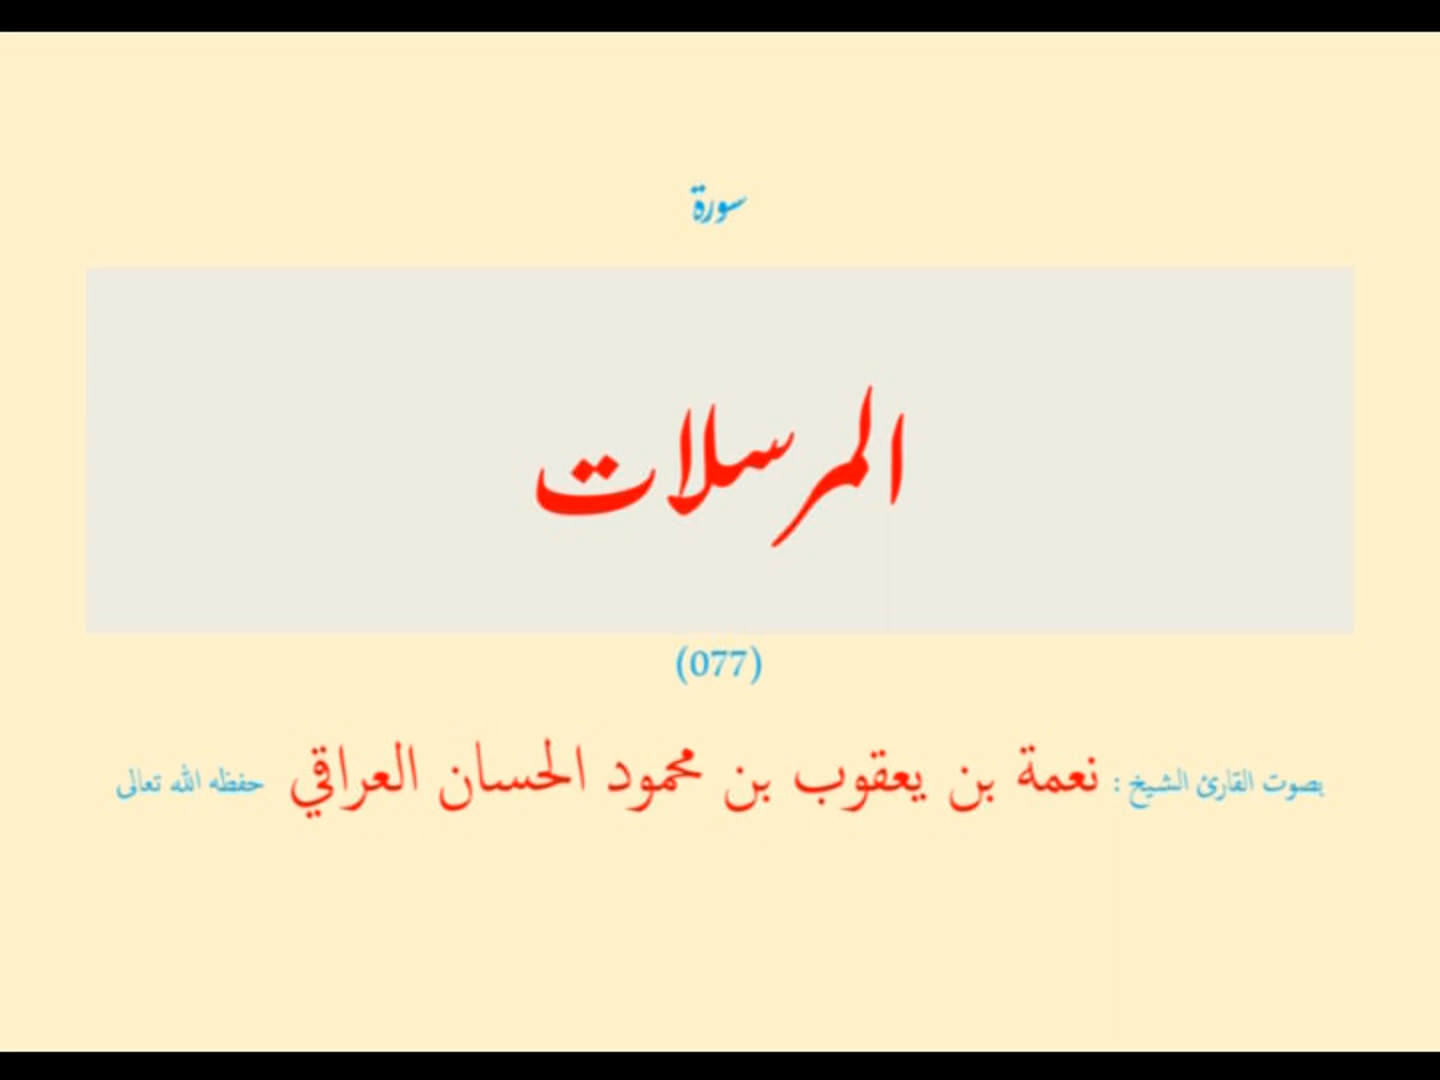 سورة
المرسلات
(077)
بصوت القارئ الشيخ : نعمة بن يعقوب بن محمود الحسان العراقي حفظه الله تعالى